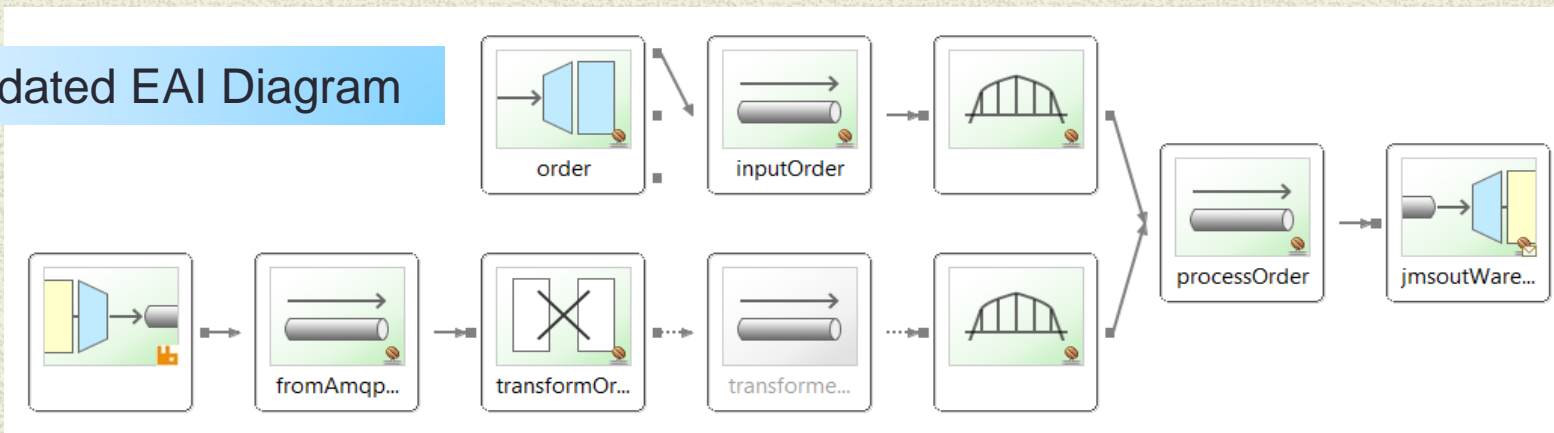 dated EAI Diagram
order
inputOrder
processOrder
jmsoutWare...
fromAmqp...
transformOr...
transforme...